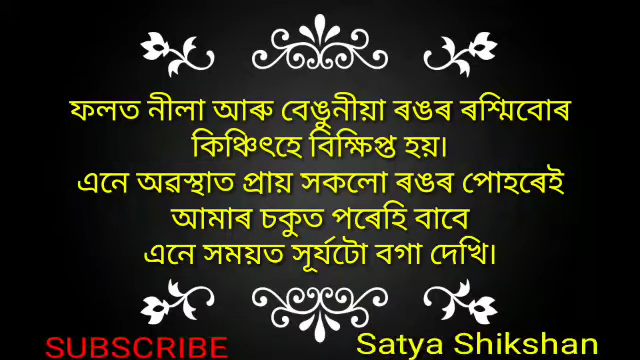 ফলত নীলা আৰু বেঙুনীয়া ৰঙৰ ৰশ্মিবোৰ
কিঞ্চিৎহে বিক্ষিপ্ত হয়।
এনে অৱস্থাত প্ৰায় সকলো ৰঙৰ পোহৰেই
আমাৰ চকুত পৰেহি বাবে
এনে সময়ত সূৰ্যটো বগা দেখি।
SUBSCRIBE
Satya Shikshan